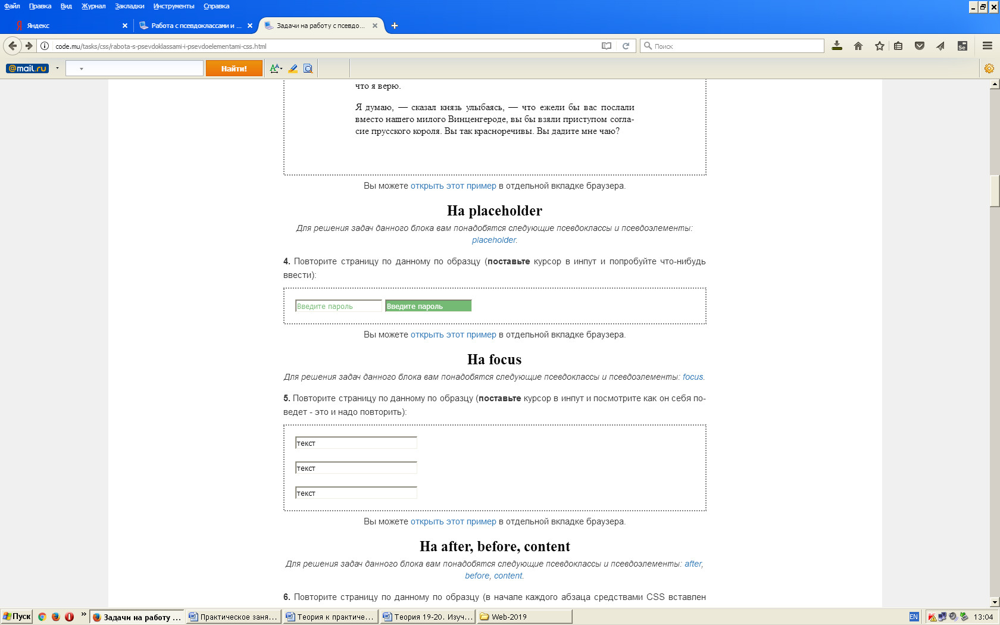 Файл Правка Вид Журнал Закладки Инструменты Справка
Яндекс
Работа с псевдоклассами и ...
Задачи на работу с псевдо...
code.mu/tasks/css/rabota-s-psevdoklassami-i-psevdoelementami-css.html
Поиск
Se
@mail.ru
Найти!
что я верю.
Я думаю, — сказал князь улыбаясь, — что ежели бы вас послали
вместо нашего милого Винценгероде, вы бы взяли приступом согла-
сие прусского короля. Вы так красноречивы. Вы дадите мне чаю?
Вы можете открыть этот пример в отдельной вкладке браузера.
На placeholder
Для решения задач данного блока вам понадобятся следующие псевдоклассы и псевдоэлементы:
placeholder.
4. Повторите страницу по данному по образцу (поставьте курсор в инпут и попробуйте что-нибудь
ввести):
Введите пароль Введите пароль
Вы можете открыть этот пример в отдельной вкладке браузера.
На focus
Для решения задач данного блока вам понадобятся следующие псевдоклассы и псевдоэлементы: focus.
5. Повторите страницу по данному по образцу (поставьте курсор в инпут и посмотрите как он себя по-
ведет - это и надо повторить):
текст
текст
текст
Вы можете открыть этот пример в отдельной вкладке браузера.
На after, before, content
Для решения задач данного блока вам понадобятся следующие псевдоклассы и псевдоэлементы: after,
before, content.
6. Повторите страницу по данному по образцу (в начале каждого абзаца средствами CSS вставлен
Пуск
Задачи на работу ...
Практическое заня...
Теория к практиче...
Теория 19-20. Изуч...
Web-2019
EN
13:04